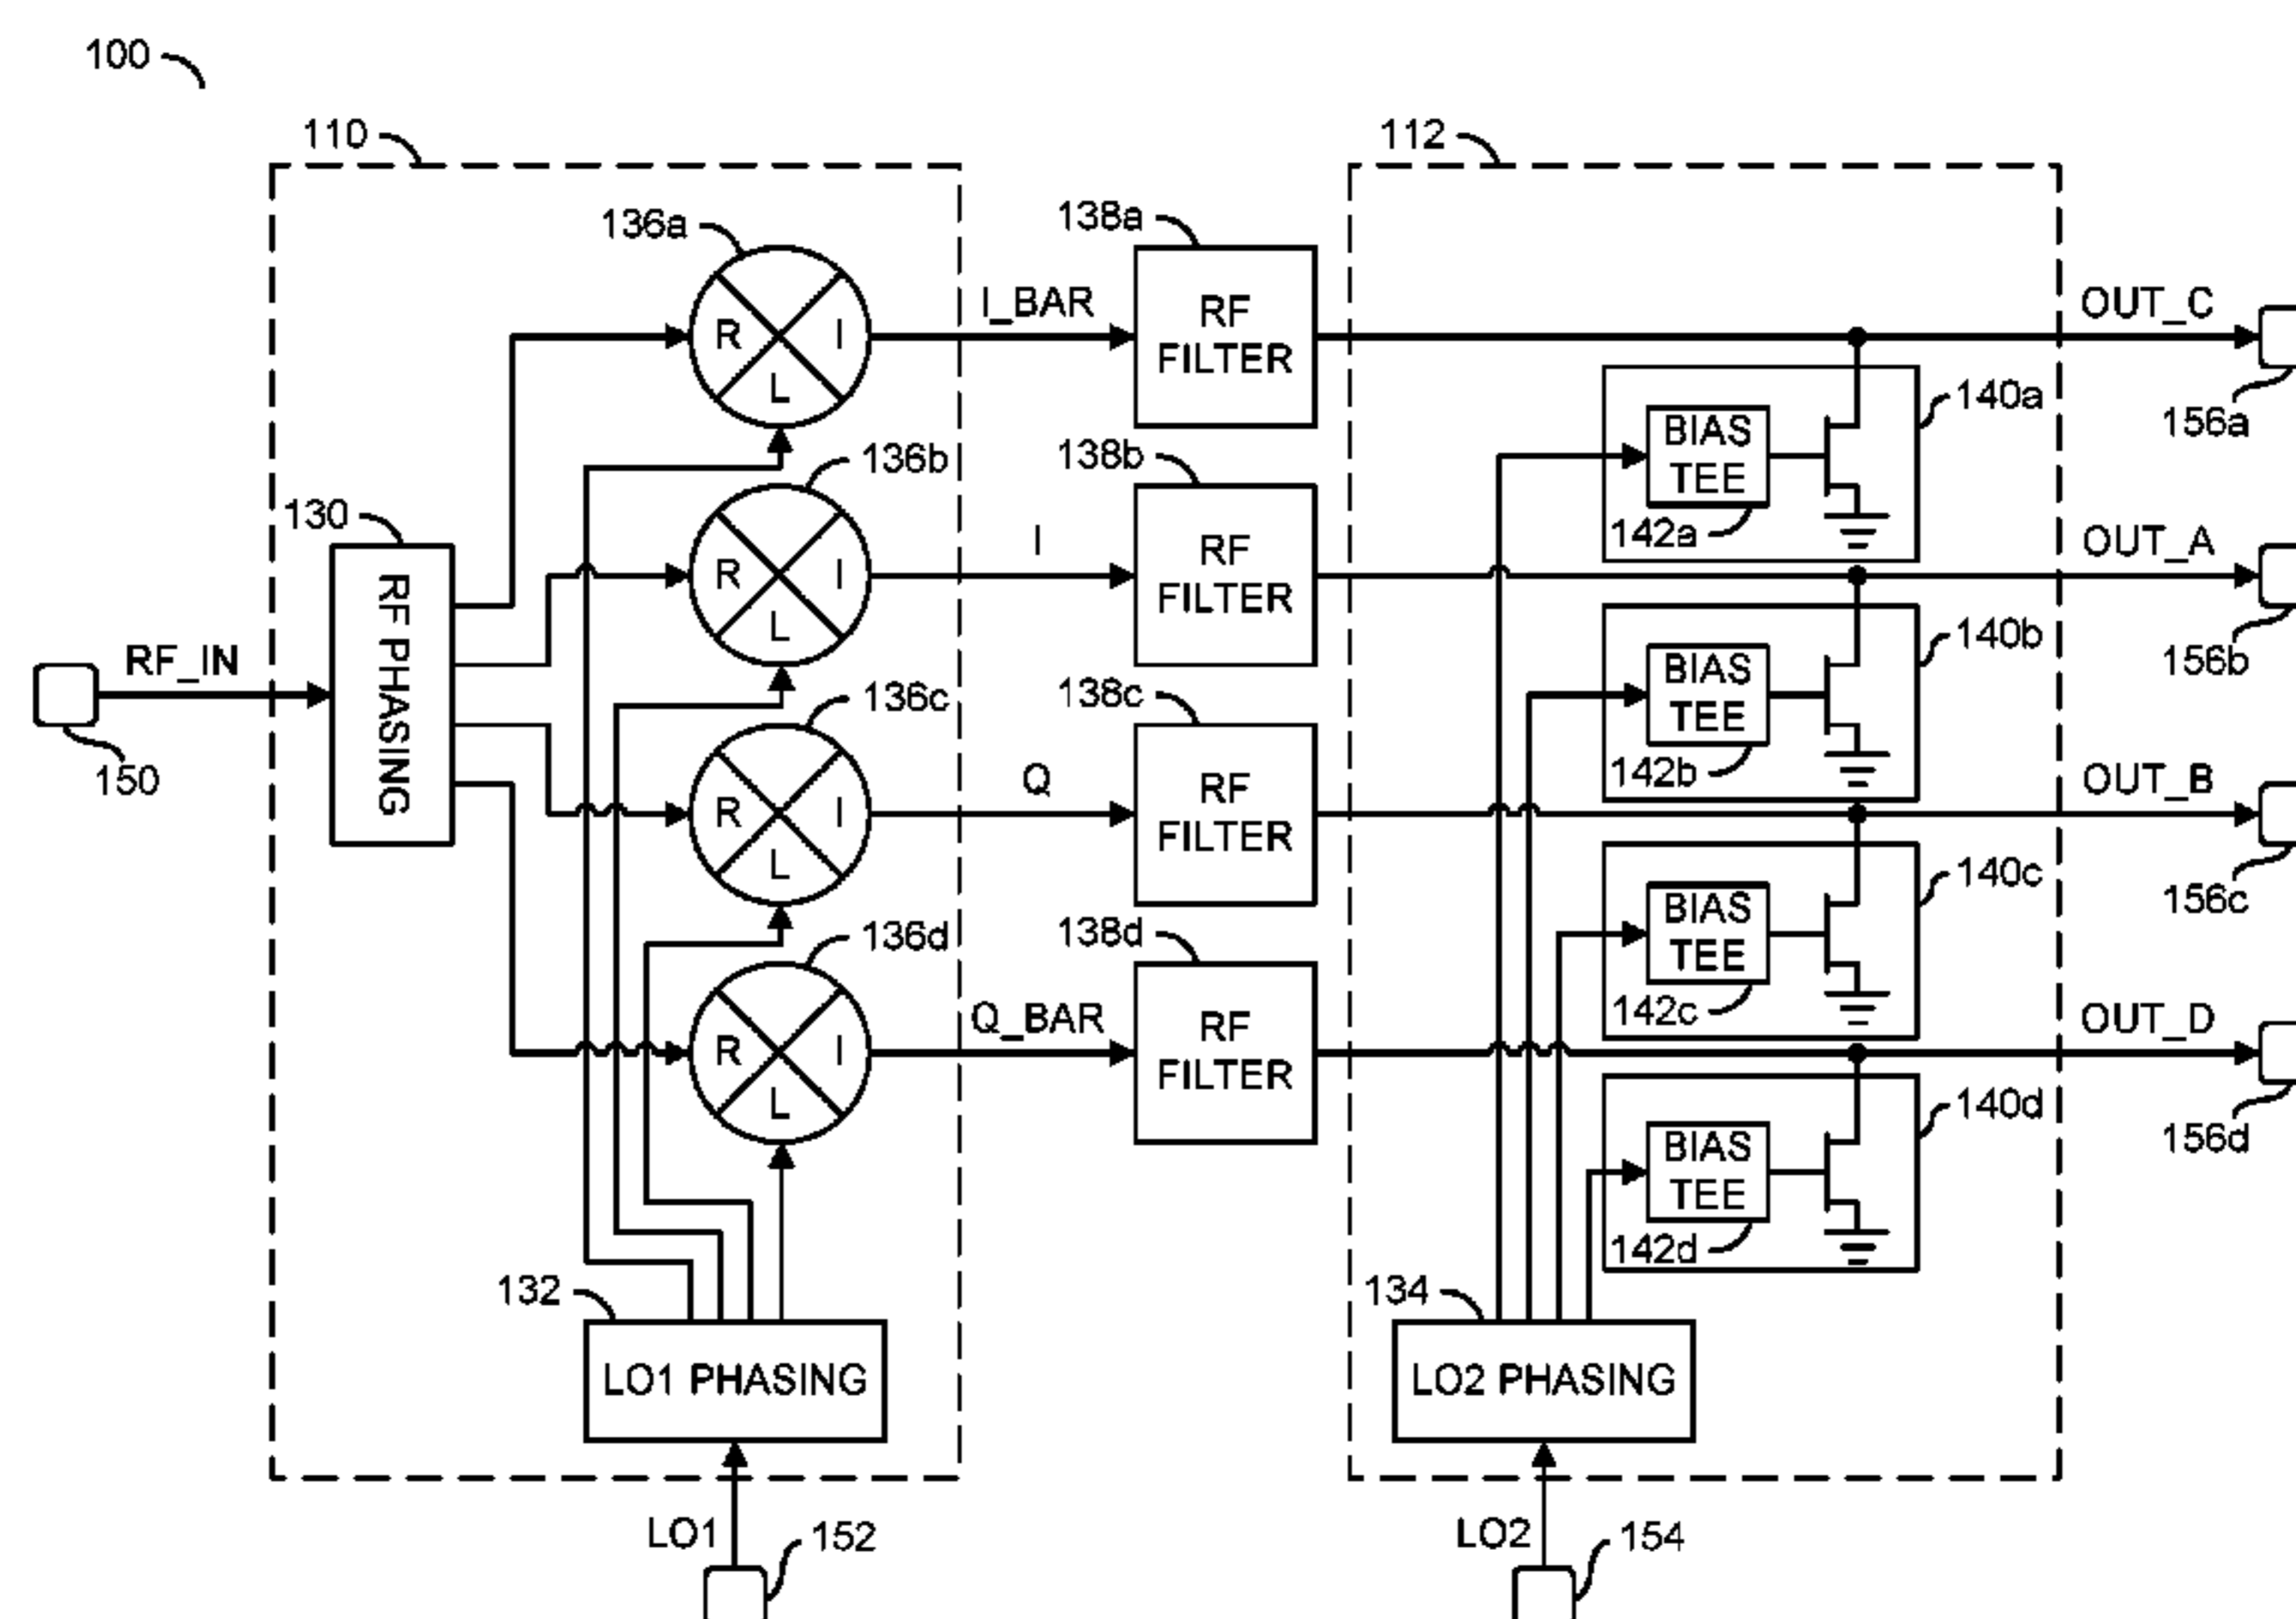 100
110
112
136a
138a
I_BAR
RF
FILTER
OUT_C
R
I
L
140a
156a
BIAS
TEE
142a
136b
138b
130
I
RF
FILTER
OUT_A
R
I
L
RF PHASING
140b
156b
BIAS
TEE
142b
RF_IN
150
136c
138c
Q
RF
FILTER
OUT_B
R
I
L
140c
156c
BIAS
TEE
142c
136d
138d
Q_BAR
RF
FILTER
OUT_D
R
I
L
140d
156d
BIAS
TEE
142d
132
134
LO1 PHASING
LO2 PHASING
LO1
152
LO2
154